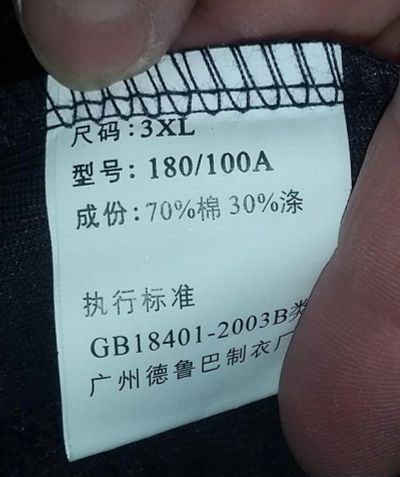 尺码：3XL
型号：180/100A
成份：70%棉 30%涤
执行标准
GB18401-2003B类
广州德鲁巴制衣厂